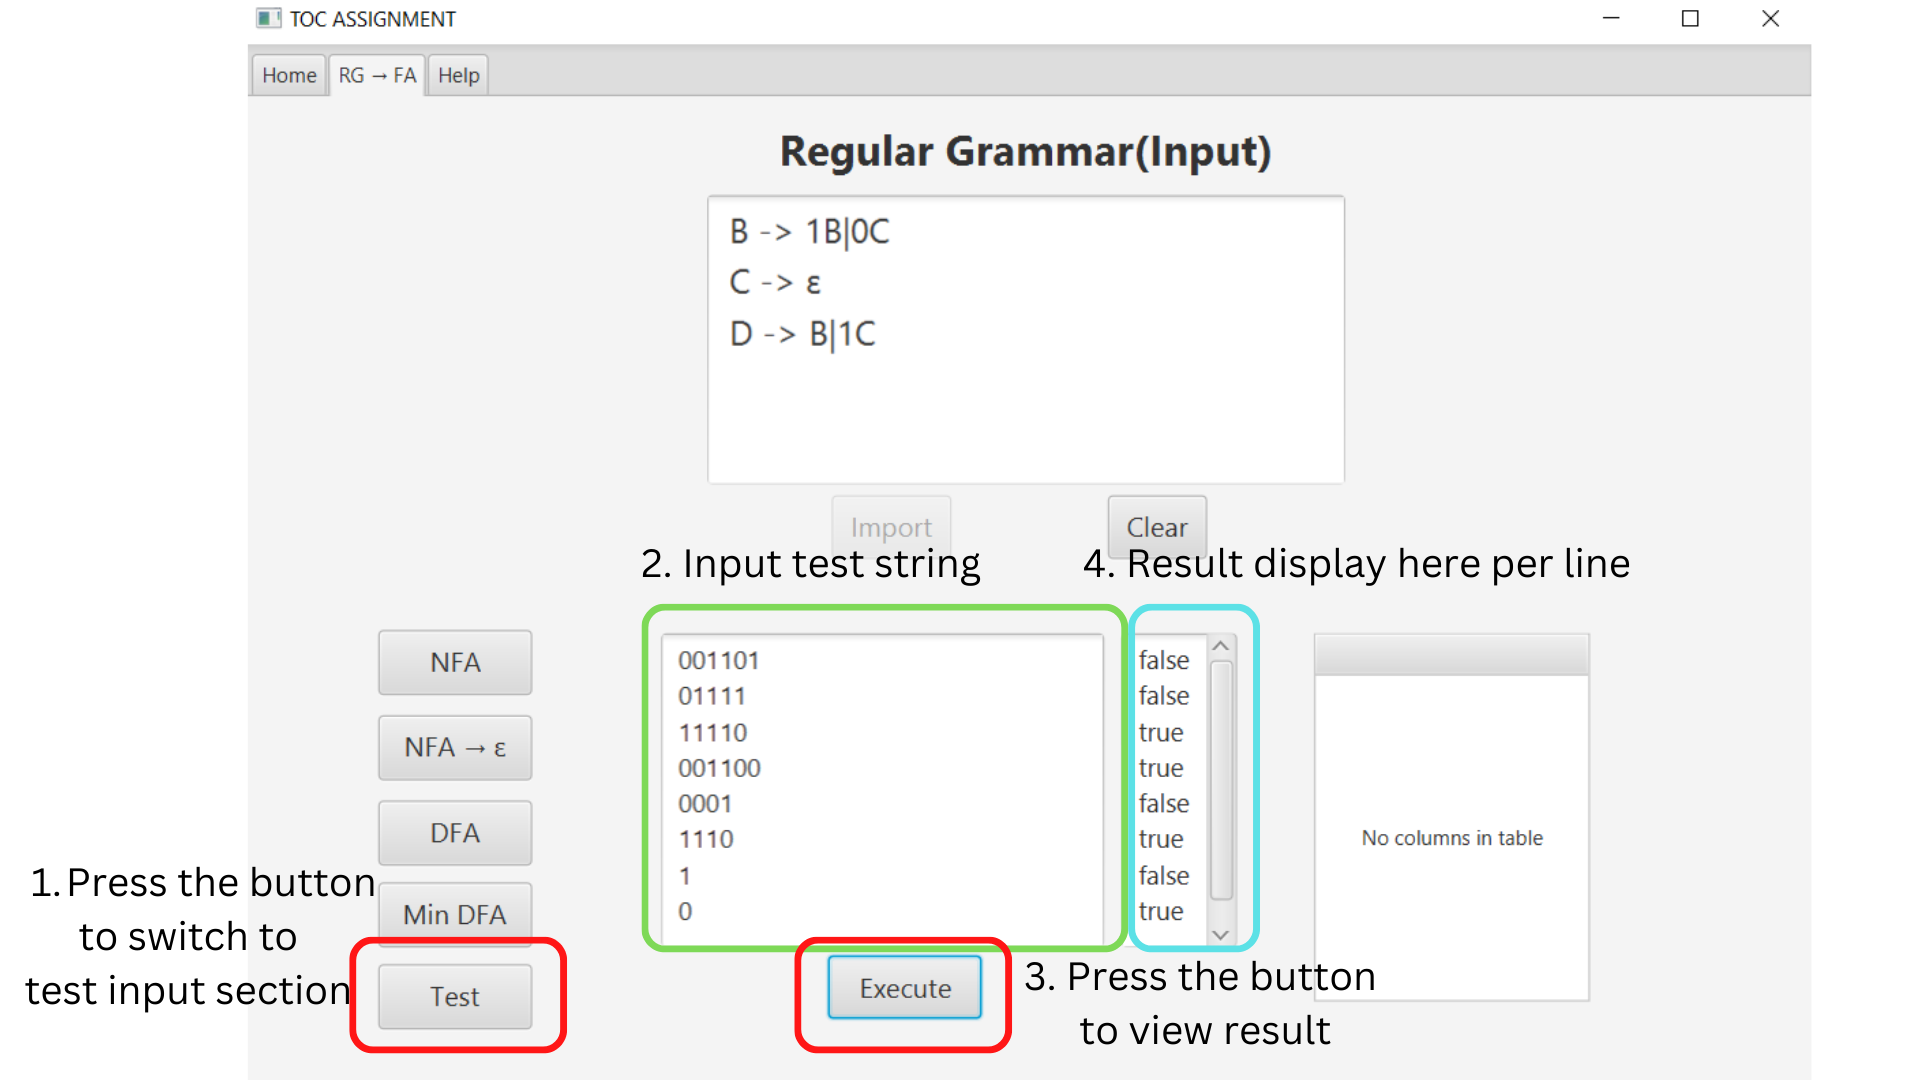 TOC ASSIGNMENT
Home
RG → FA
Help
Regular Grammar(Input)
B -> 1B|0C
C -> ε
D -> B|1C
Import
Clear
2. Input test string
4. Result display here per line
NFA
NFA → ε
DFA
Min DFA
Test
1. Press the button
to switch to
test input section
001101
01111
11110
001100
0001
1110
1
0
false
false
true
true
false
true
false
true
No columns in table
Execute
3. Press the button
to view result